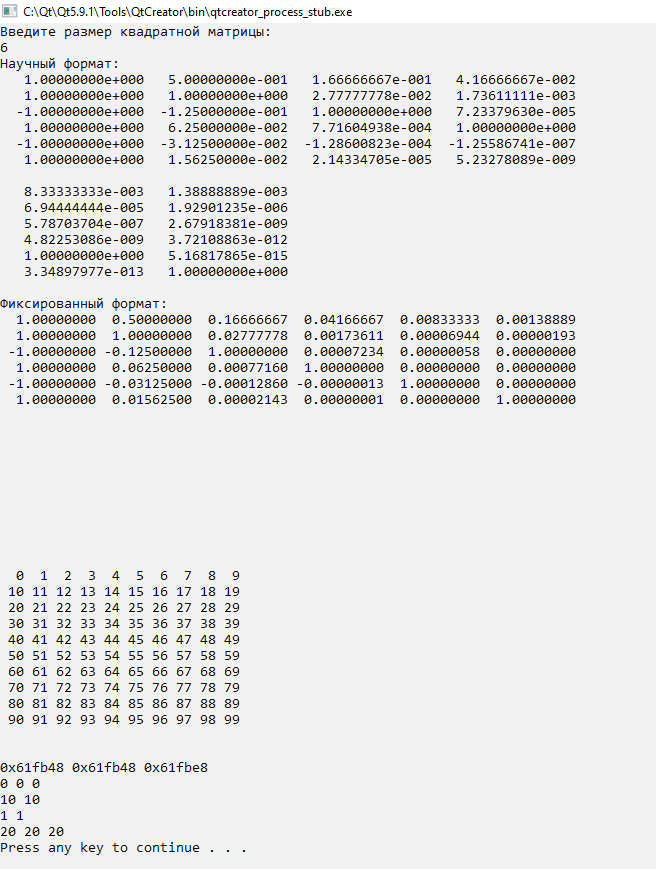 C:\Qt\Qt5.9.1\Tools\QtCreator\bin\qtcreator_process_stub.exe
Введите размер квадратной матрицы:
6
Научный формат:
   1.00000000e+000   5.00000000e-001   1.66666667e-001   4.16666667e-002
   1.00000000e+000   1.00000000e+000   2.77777778e-002   1.73611111e-003
  -1.00000000e+000  -1.25000000e-001   1.00000000e+000   7.23379630e-005
   1.00000000e+000   6.25000000e-002   7.71604938e-004   1.00000000e+000
  -1.00000000e+000  -3.12500000e-002  -1.28600823e-004  -1.25586741e-007
   1.00000000e+000   1.56250000e-002   2.14334705e-005   5.23278089e-009
   8.33333333e-003   1.38888889e-003
   6.94444444e-005   1.92901235e-006
   5.78703704e-007   2.67918381e-009
   4.82253086e-009   3.72108863e-012
   1.00000000e+000   5.16817865e-015
   3.34897977e-013   1.00000000e+000
Фиксированный формат:
  1.00000000  0.50000000  0.16666667  0.04166667  0.00833333  0.00138889
  1.00000000  1.00000000  0.02777778  0.00173611  0.00006944  0.00000193
 -1.00000000 -0.12500000  1.00000000  0.00007234  0.00000058  0.00000000
  1.00000000  0.06250000  0.00077160  1.00000000  0.00000000  0.00000000
 -1.00000000 -0.03125000 -0.00012860 -0.00000013  1.00000000  0.00000000
  1.00000000  0.01562500  0.00002143  0.00000001  0.00000000  1.00000000
  0  1  2  3  4  5  6  7  8  9
 10 11 12 13 14 15 16 17 18 19
 20 21 22 23 24 25 26 27 28 29
 30 31 32 33 34 35 36 37 38 39
 40 41 42 43 44 45 46 47 48 49
 50 51 52 53 54 55 56 57 58 59
 60 61 62 63 64 65 66 67 68 69
 70 71 72 73 74 75 76 77 78 79
 80 81 82 83 84 85 86 87 88 89
 90 91 92 93 94 95 96 97 98 99
0x61fb48 0x61fb48 0x61fbe8
0 0 0
10 10
1 1
20 20 20
Press any key to continue . . .